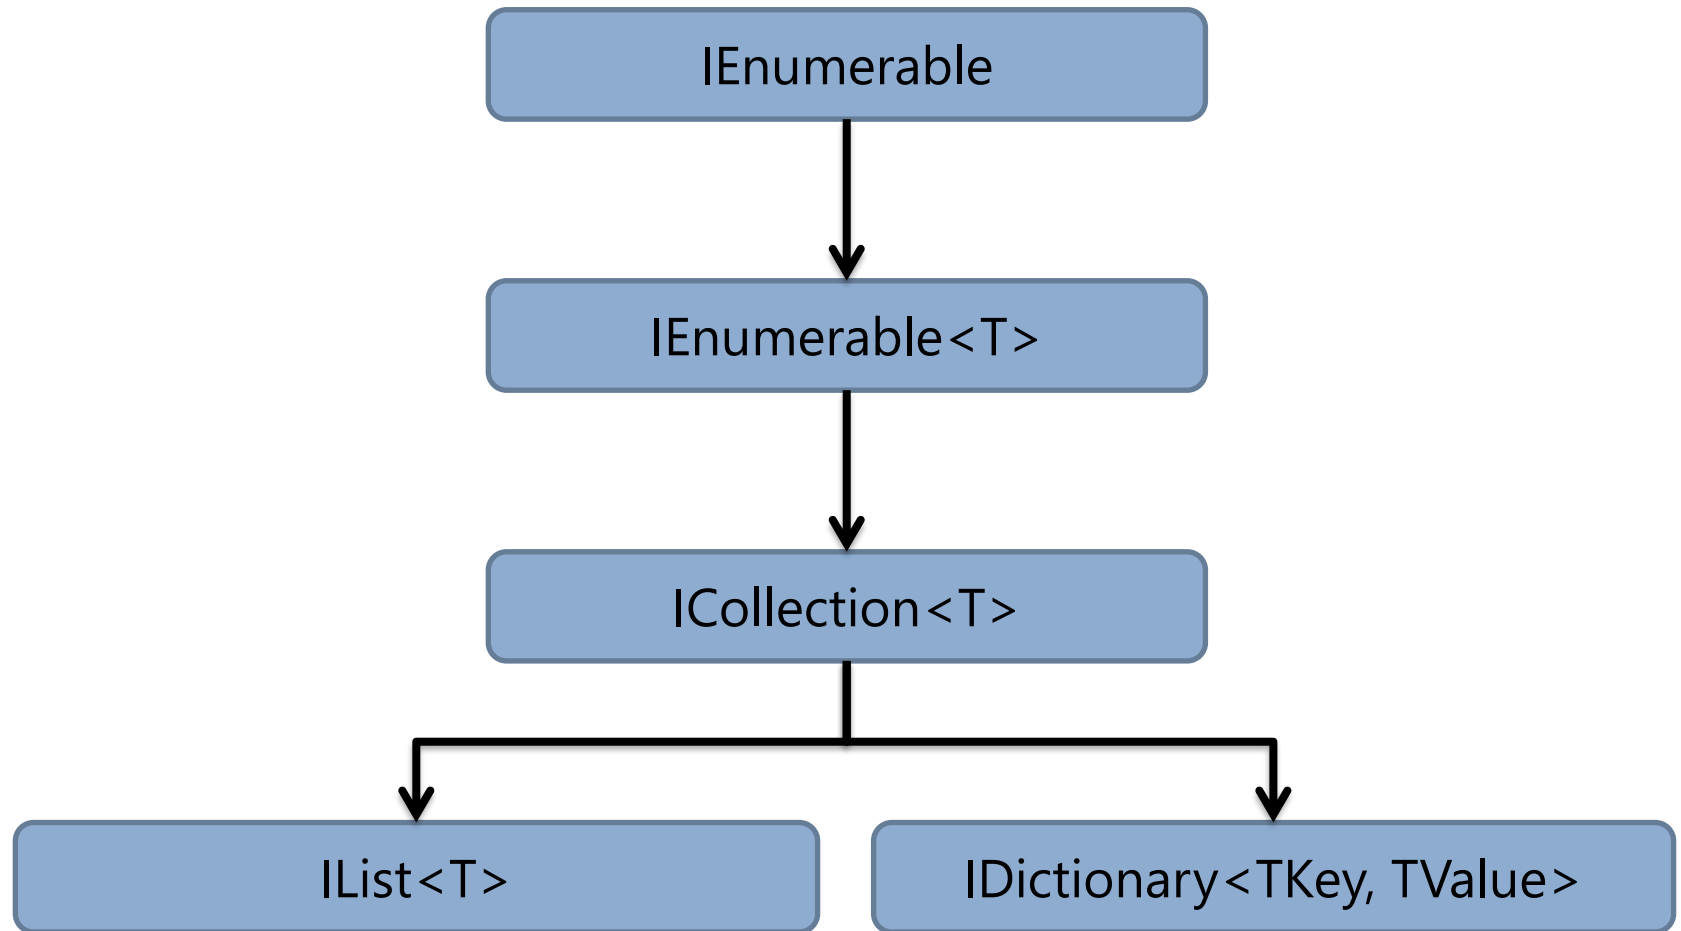 IEnumerable
IEnumerable<T>
ICollection<T>
IList<T>
IDictionary<TKey, TValue>